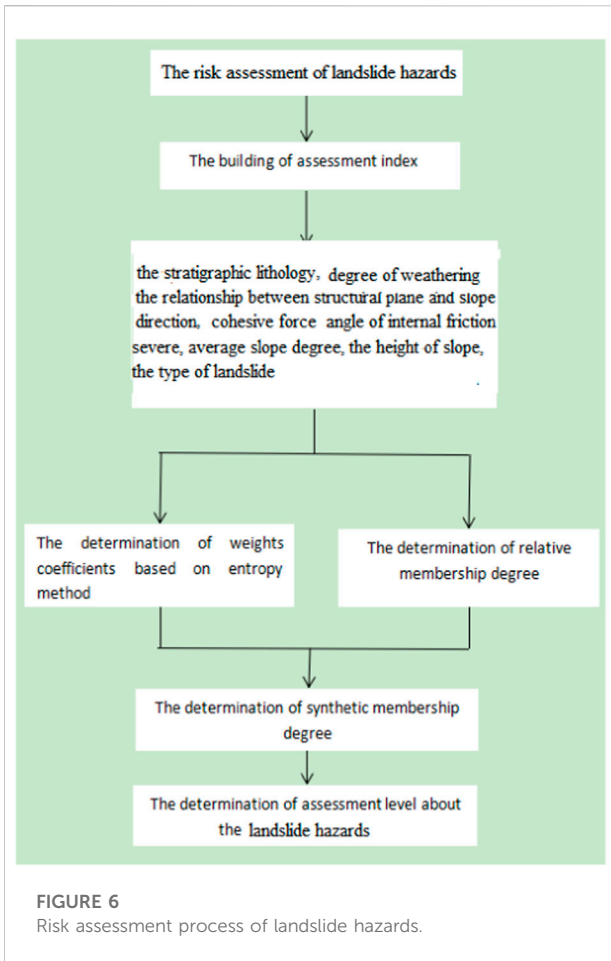 The risk assessment of landslide hazards
The building of assessment index
the stratigraphic lithology, degree of weathering
the relationship between structural plane and slope
direction, cohesive force angle of internal friction
severe, average slope degree, the height of slope,
the type of landslide
The determination of weights
coefficients based on entropy
method
The determination of relative
membership degree
The determination of synthetic membership
degree
The determination of assessment level about
the landslide hazards
FIGURE 6
Risk assessment process of landslide hazards.